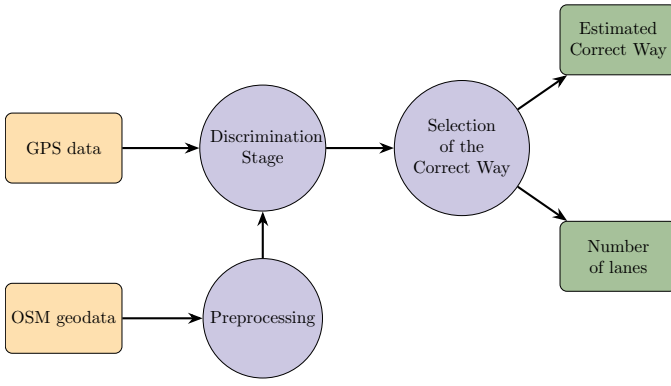 Estimated
Correct Way
GPS data
Discrimination
Stage
Selection
of the
Correct Way
Number
of lanes
OSM geodata
Preprocessing